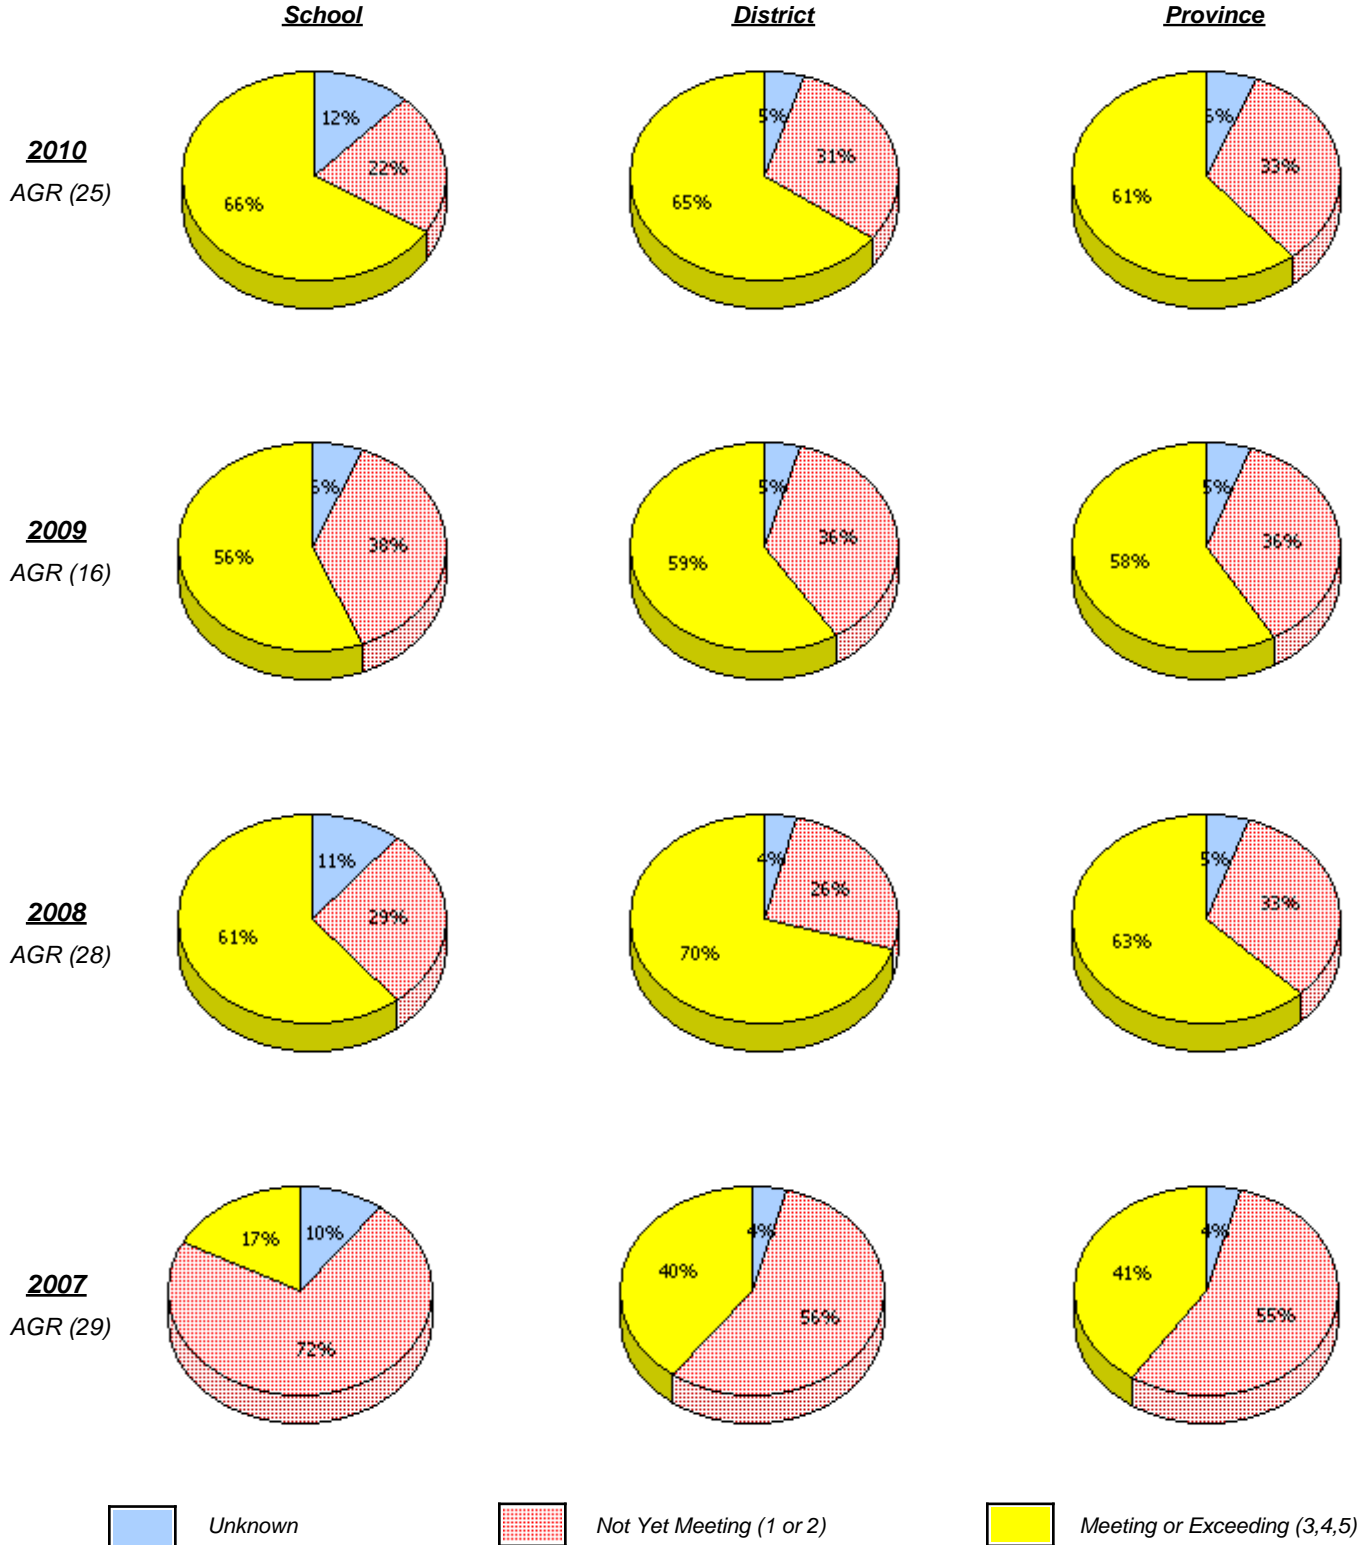 School District Province
2010
AGR (25)
12% 22% 66%
5% 31% 65%
6% 33% 61%
2009
AGR (16)
6% 38% 56%
5% 36% 59%
5% 36% 58%
2008
AGR (28)
11% 29% 61%
4% 26% 70%
5% 33% 63%
2007
AGR (29)
10% 72% 17%
4% 56% 40%
4% 55% 41%
Unknown Not Yet Meeting (1 or 2) Meeting or Exceeding (3,4,5)